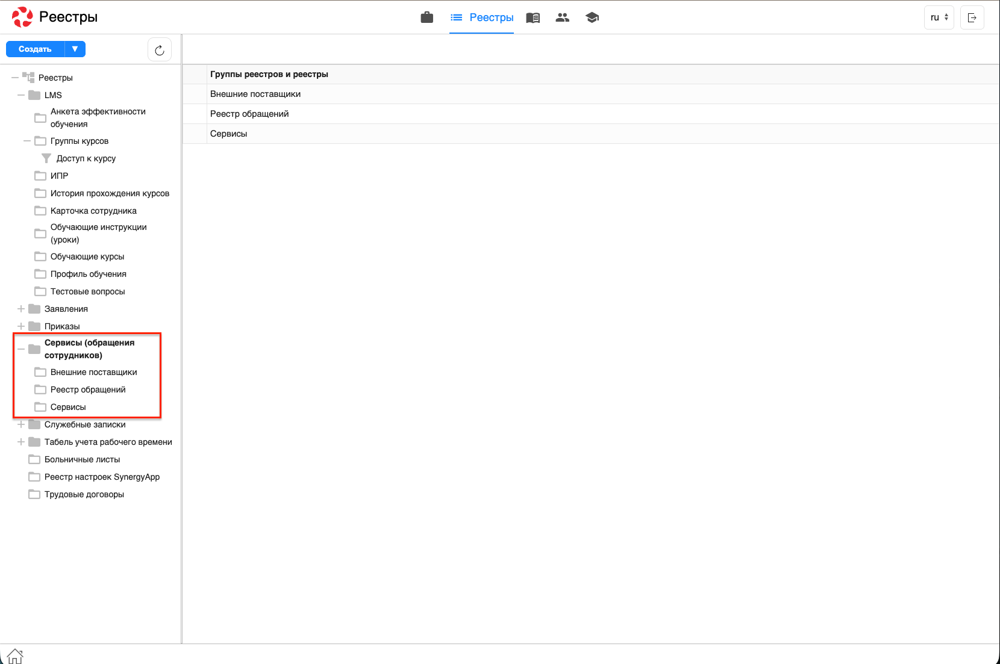 Реестры
Реестры
ru
Создать
Реестры
LMS
Анкета эффективности
обучения
Группы курсов
Доступ к курсу
ИПР
История прохождения курсов
Карточка сотрудника
Обучающие инструкции
(уроки)
Обучающие курсы
Профиль обучения
Тестовые вопросы
Заявления
Приказы
Сервисы (обращения
сотрудников)
Внешние поставщики
Реестр обращений
Сервисы
Служебные записки
Табель учета рабочего времени
Больничные листы
Реестр настроек SynergyApp
Трудовые договоры
Группы реестров и реестры
Внешние поставщики
Реестр обращений
Сервисы